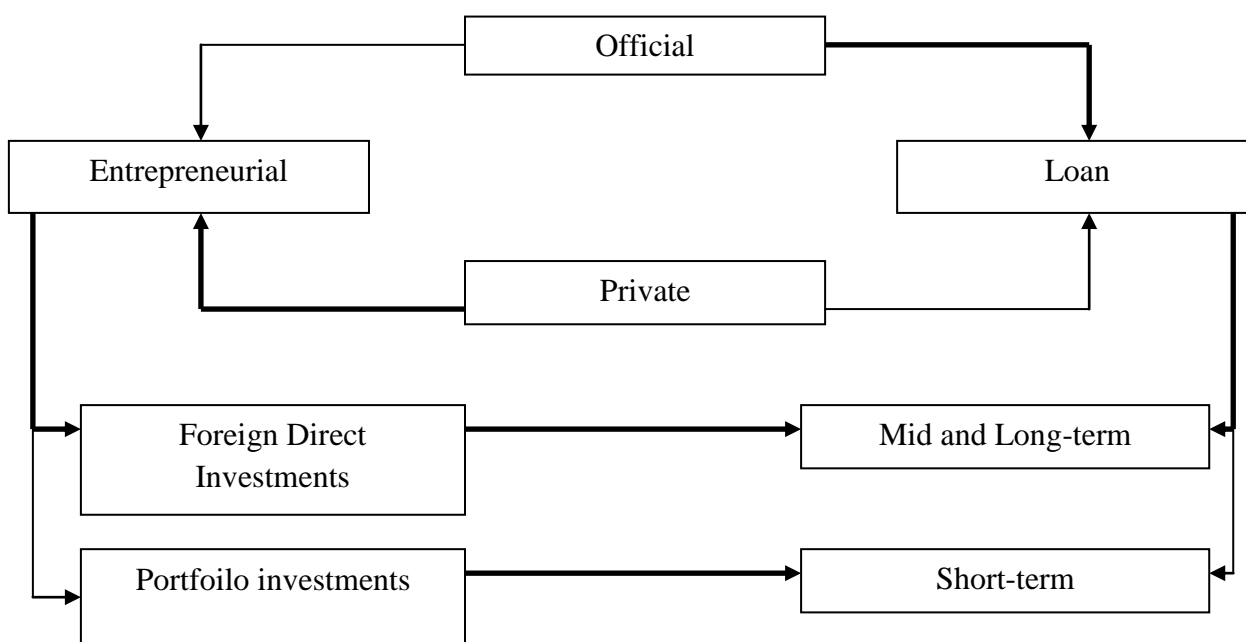 Official
Entrepreneurial
Loan
Private
Foreign Direct
Investments
Mid and Long-term
Portfoilo investments
Short-term